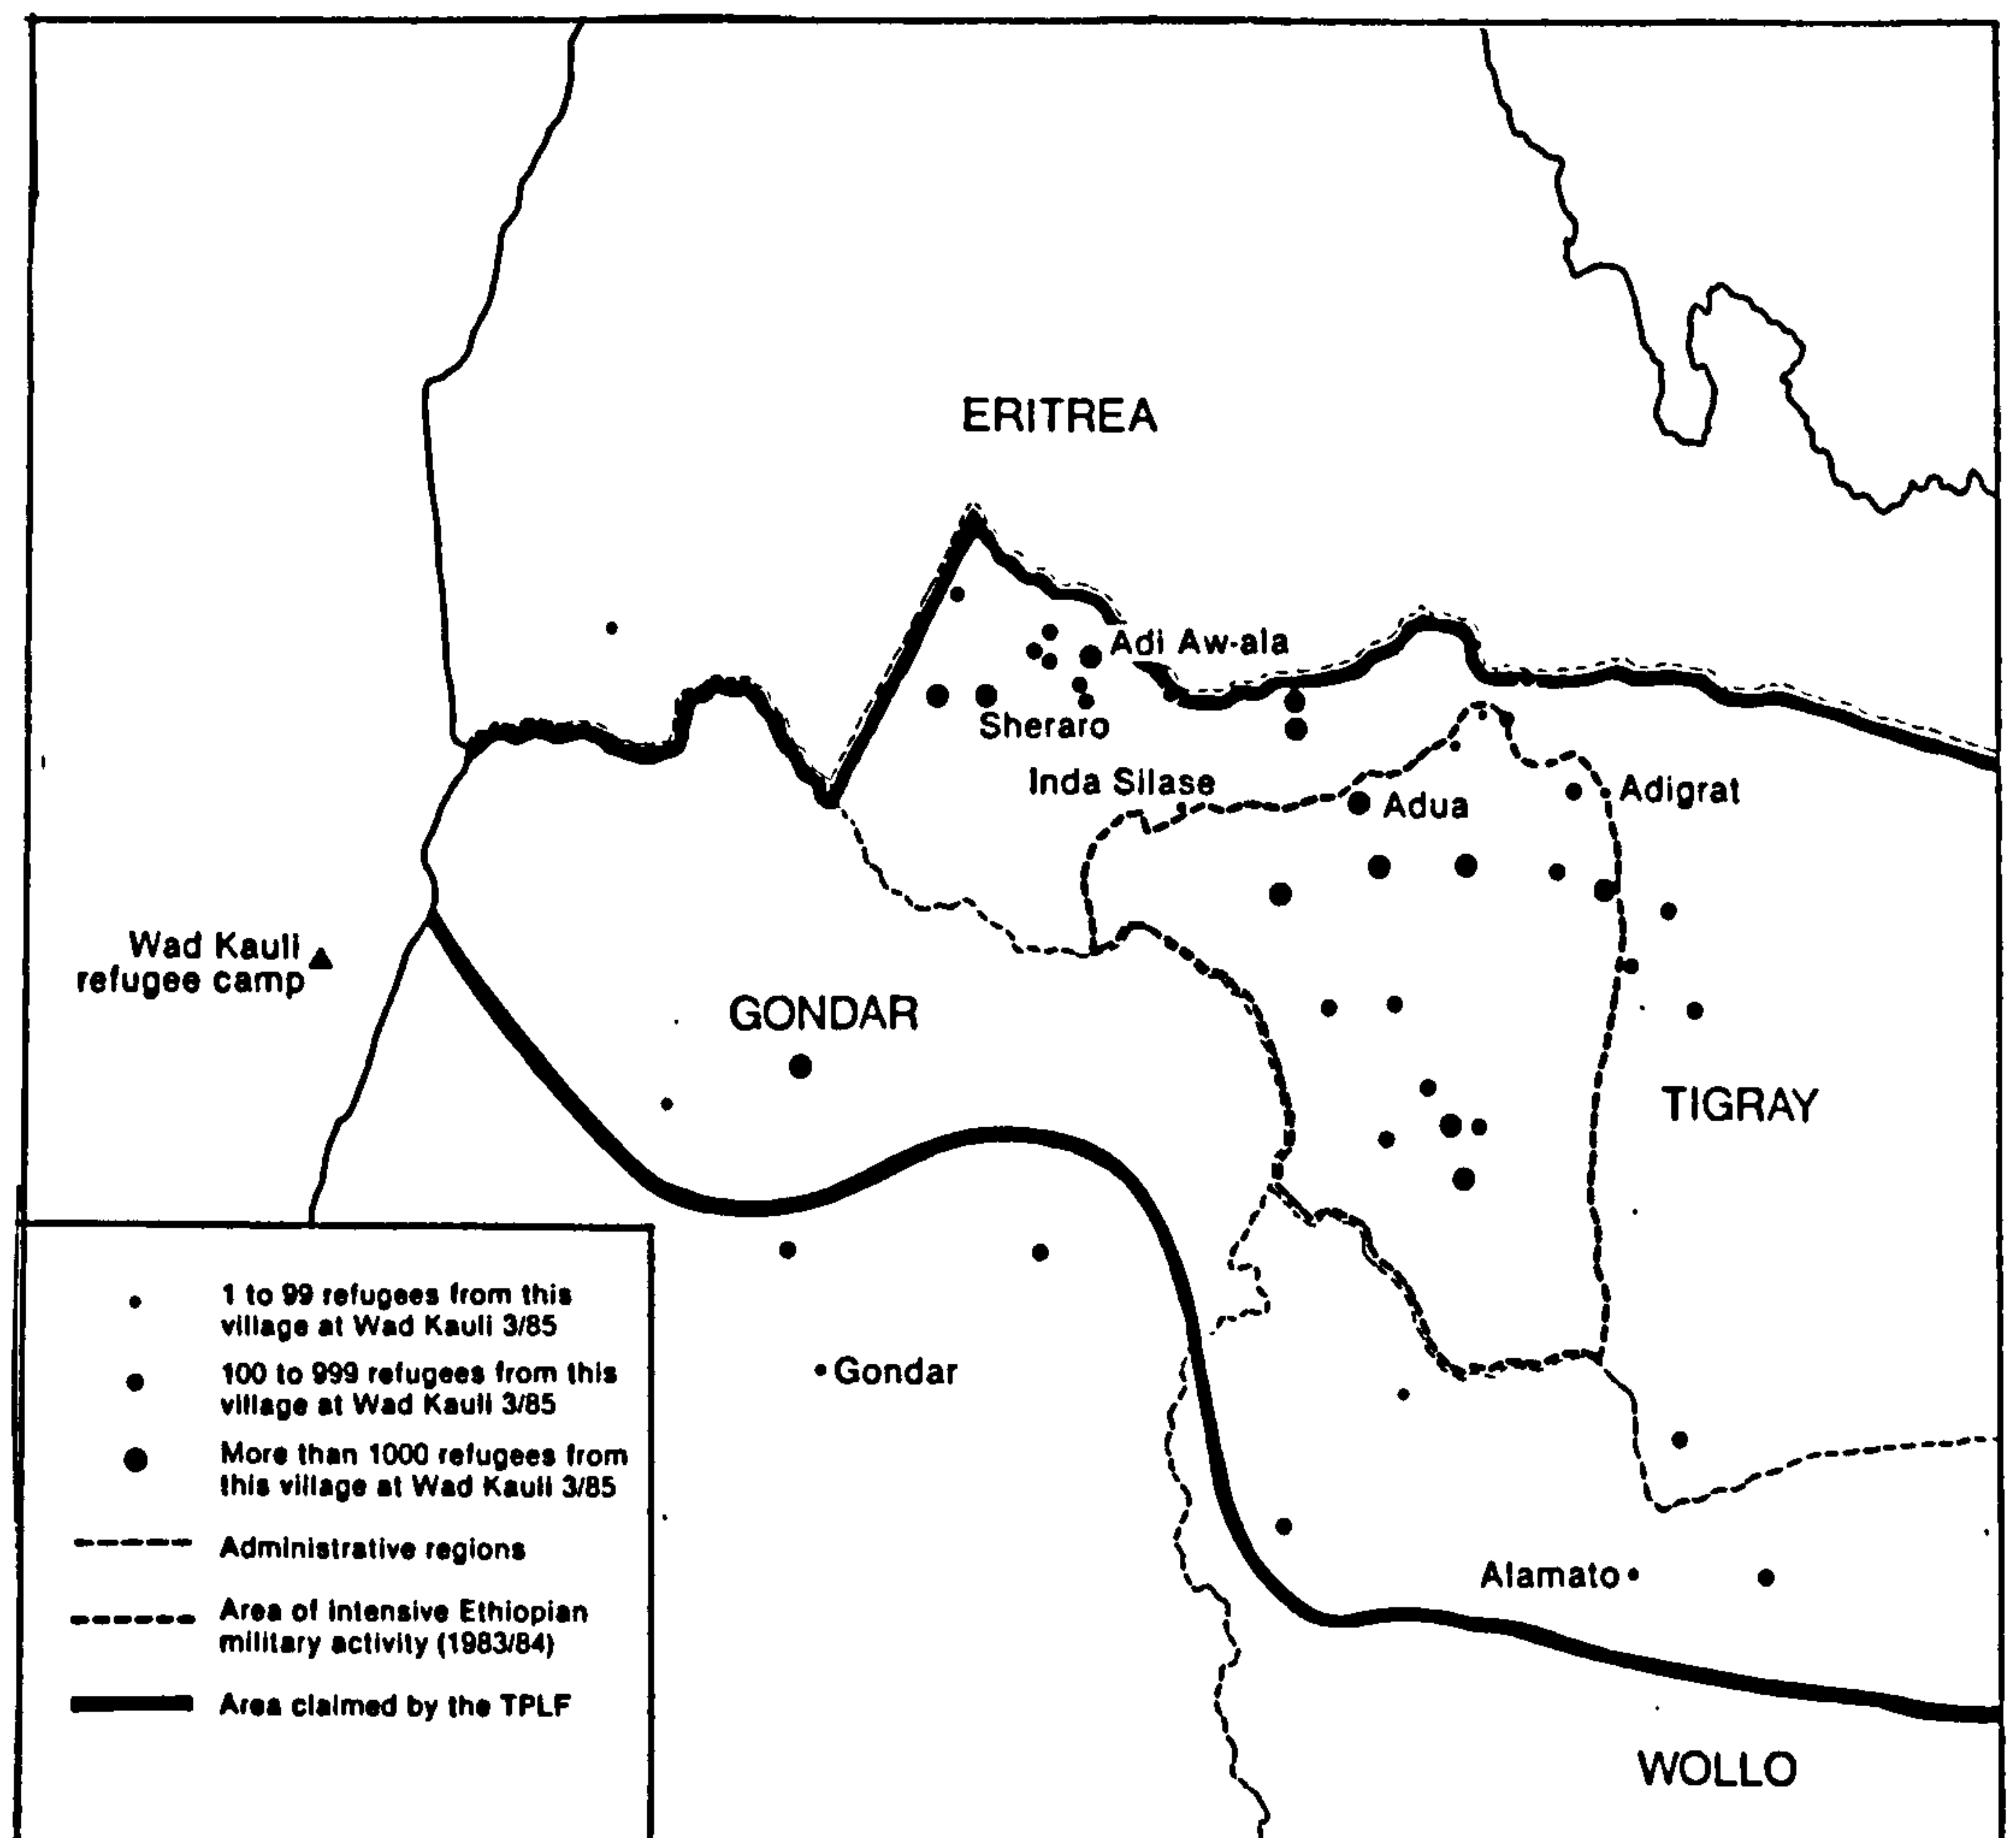 ERITREA
Adi Aw-ala
Sheraro
Inda Silase
Adua
Adigrat
Wad Kauli
refugee camp
GONDAR
TIGRAY
Gondar
Alamato
WOLLO
1 to 99 refugees from this
village at Wad Kauli 3/85
100 to 999 refugees from this
village at Wad Kauli 3/85
More than 1000 refugees from
this village at Wad Kauli 3/85
Administrative regions
Area of intensive Ethiopian
military activity (1983/84)
Area claimed by the TPLF